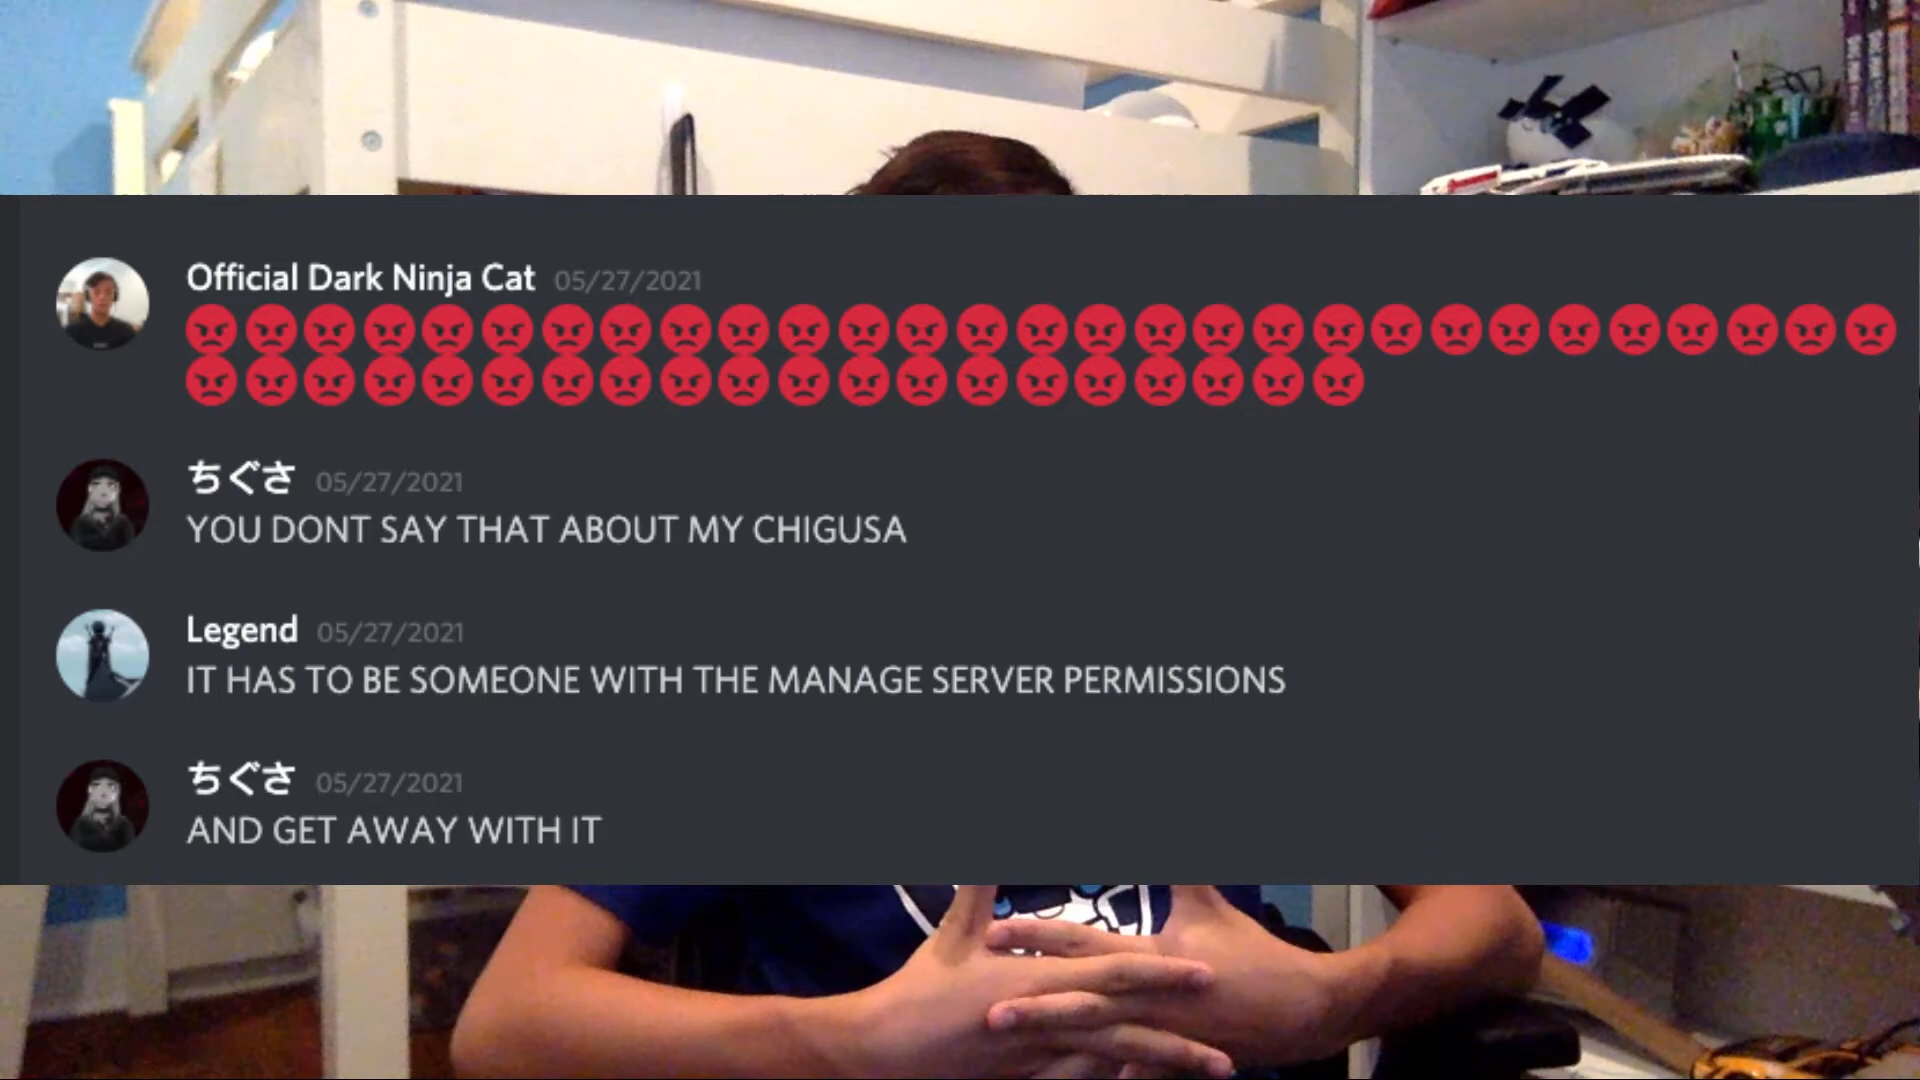 Official Dark Ninja Cat 05/27/2021
😡😡😡😡😡😡😡😡😡😡😡😡😡😡😡😡😡😡😡😡😡😡😡😡😡😡😡😡😡
😡😡😡😡😡😡😡😡😡😡😡😡😡😡😡😡😡😡😡😡
ちぐさ 05/27/2021
YOU DONT SAY THAT ABOUT MY CHIGUSA
Legend 05/27/2021
IT HAS TO BE SOMEONE WITH THE MANAGE SERVER PERMISSIONS
ちぐさ 05/27/2021
AND GET AWAY WITH IT